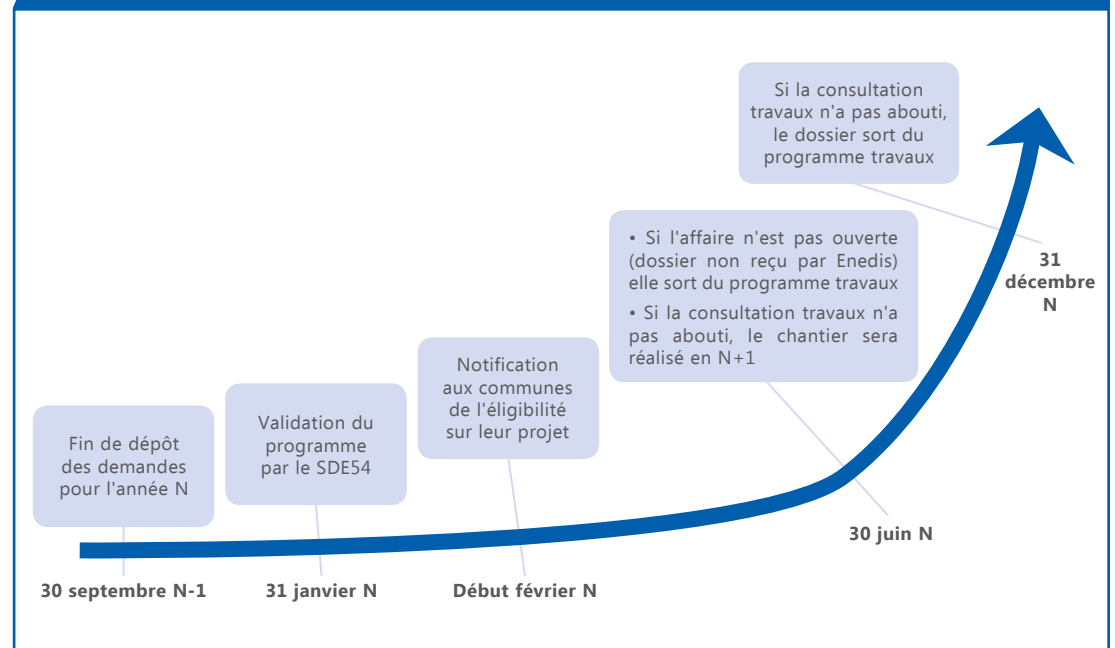 Fin de dépôt
des demandes
pour l'année N
30 septembre N-1
Validation du
programme
par le SDE54
31 janvier N
Notification
aux communes
de l'éligibilité
sur leur projet
Début février N
• Si l'affaire n'est pas ouverte
(dossier non reçu par Enedis)
elle sort du programme travaux
• Si la consultation travaux n'a
pas abouti, le chantier sera
réalisé en N+1
30 juin N
Si la consultation
travaux n'a pas abouti,
le dossier sort du
programme travaux
31
décembre
N